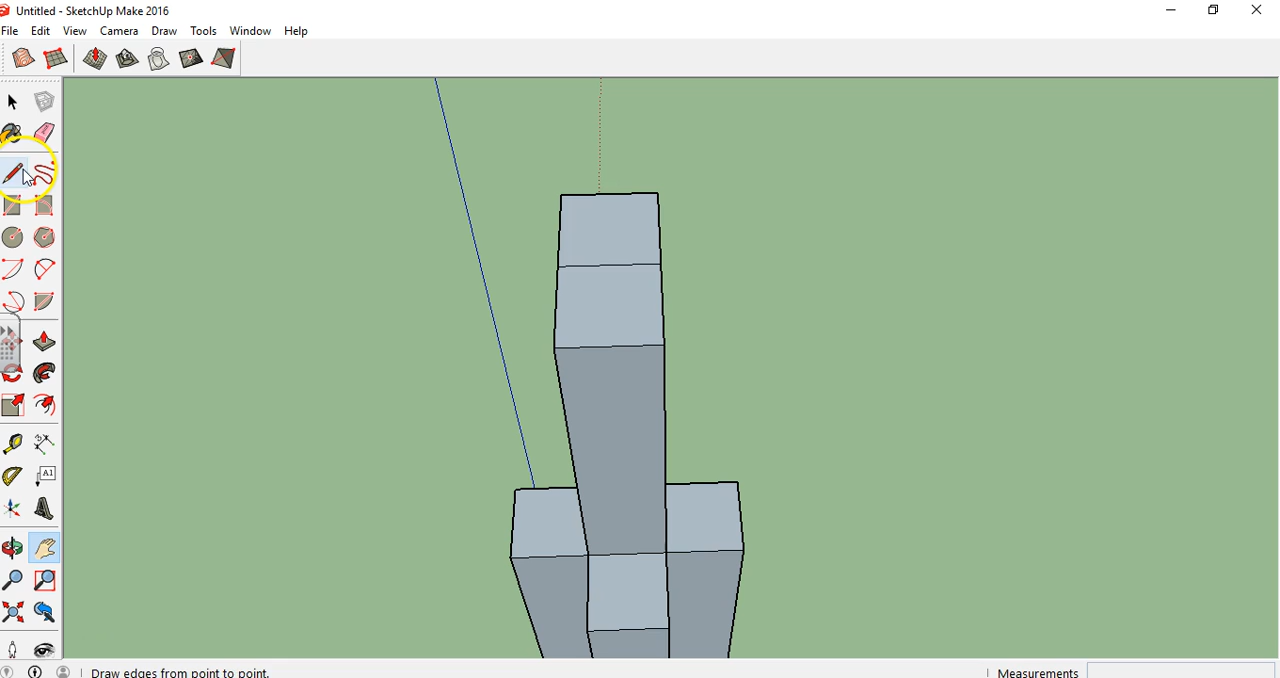 Untitled - SketchUp Make 2016
File Edit View Camera Draw Tools Window Help
A1
Draw edges from point to point.
Measurements